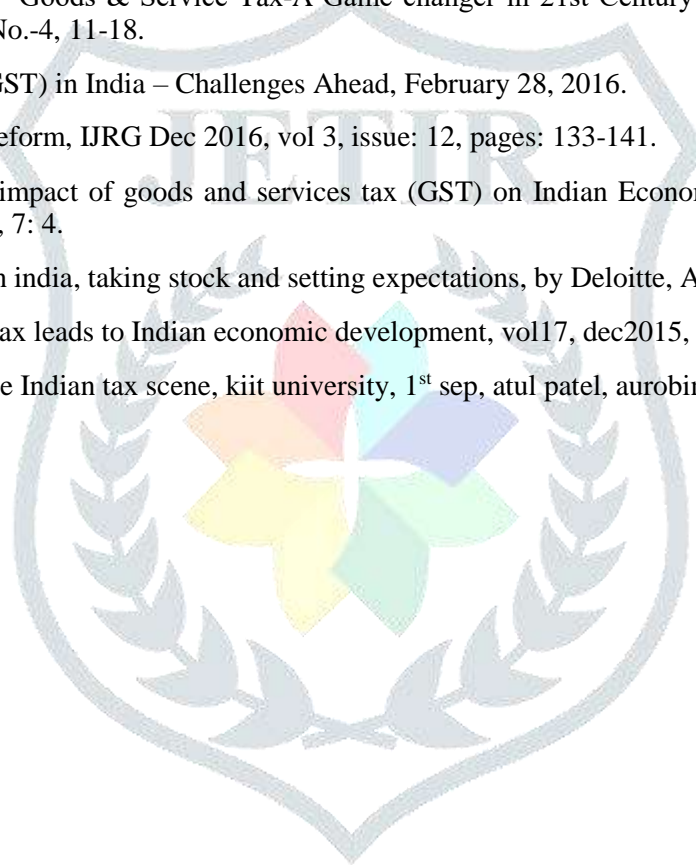 Goods & Service Tax-A Game changer in 21st Century
No.-4, 11-18.
GST) in India – Challenges Ahead, February 28, 2016.
eform, IJRG Dec 2016, vol 3, issue: 12, pages: 133-141.
impact of goods and services tax (GST) on Indian Econo
, 7: 4.
n india, taking stock and setting expectations, by Deloitte, A
ax leads to Indian economic development, vol17, dec2015,
e Indian tax scene, kiit university, 1st sep, atul patel, aurobin
JETIR